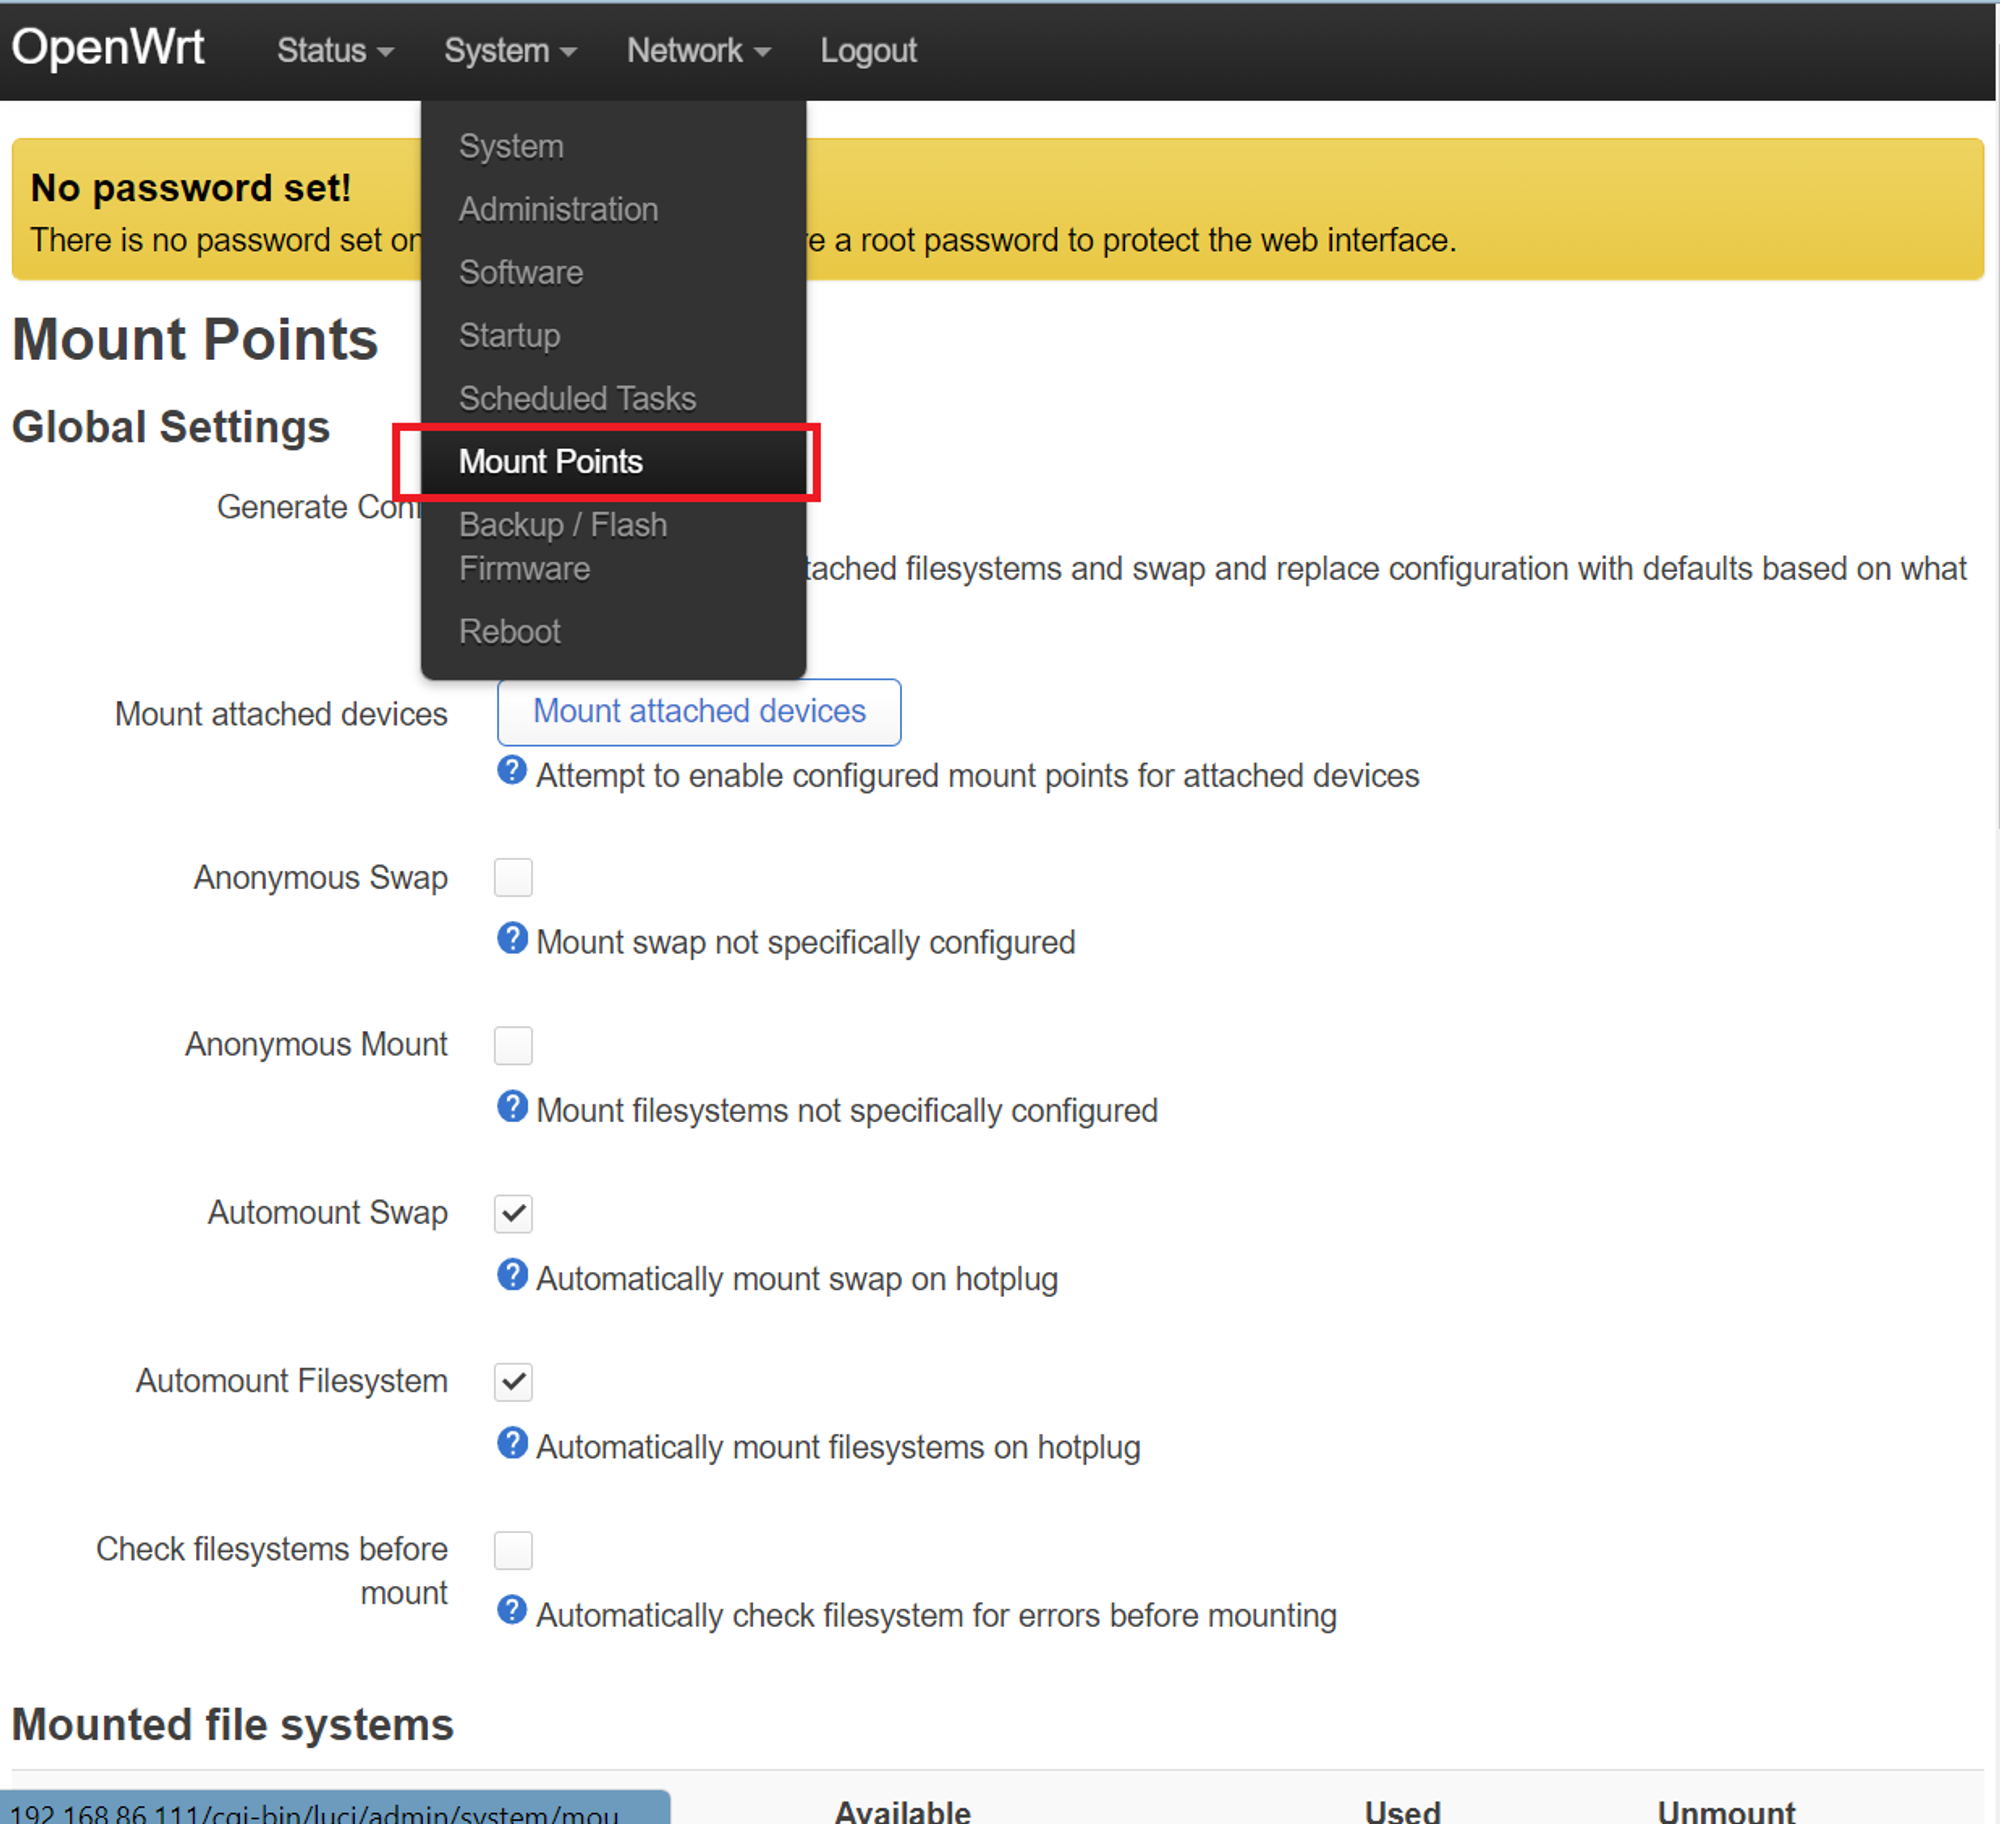 OpenWrt Status System Network Logout
System
No password set!
Administration
There is no password set on a root password to protect the web interface.
Software
Mount Points
Startup
Scheduled Tasks
Global Settings
Mount Points
Generate
Backup / Flash
Firmware
filesystems and swap and replace configuration with defaults based on what
Reboot
Mount attached devices Mount attached devices
Attempt to enable configured mount points for attached devices
Anonymous Swap
Mount swap not specifically configured
Anonymous Mount
Mount filesystems not specifically configured
Automount Swap
Automatically mount swap on hotplug
Automount Filesystem
Automatically mount filesystems on hotplug
Check filesystems before
mount
Automatically check filesystem for errors before mounting
Mounted file systems
192.168.86.111/cgi-bin/luci/admin/system/mou Available Used Unmount